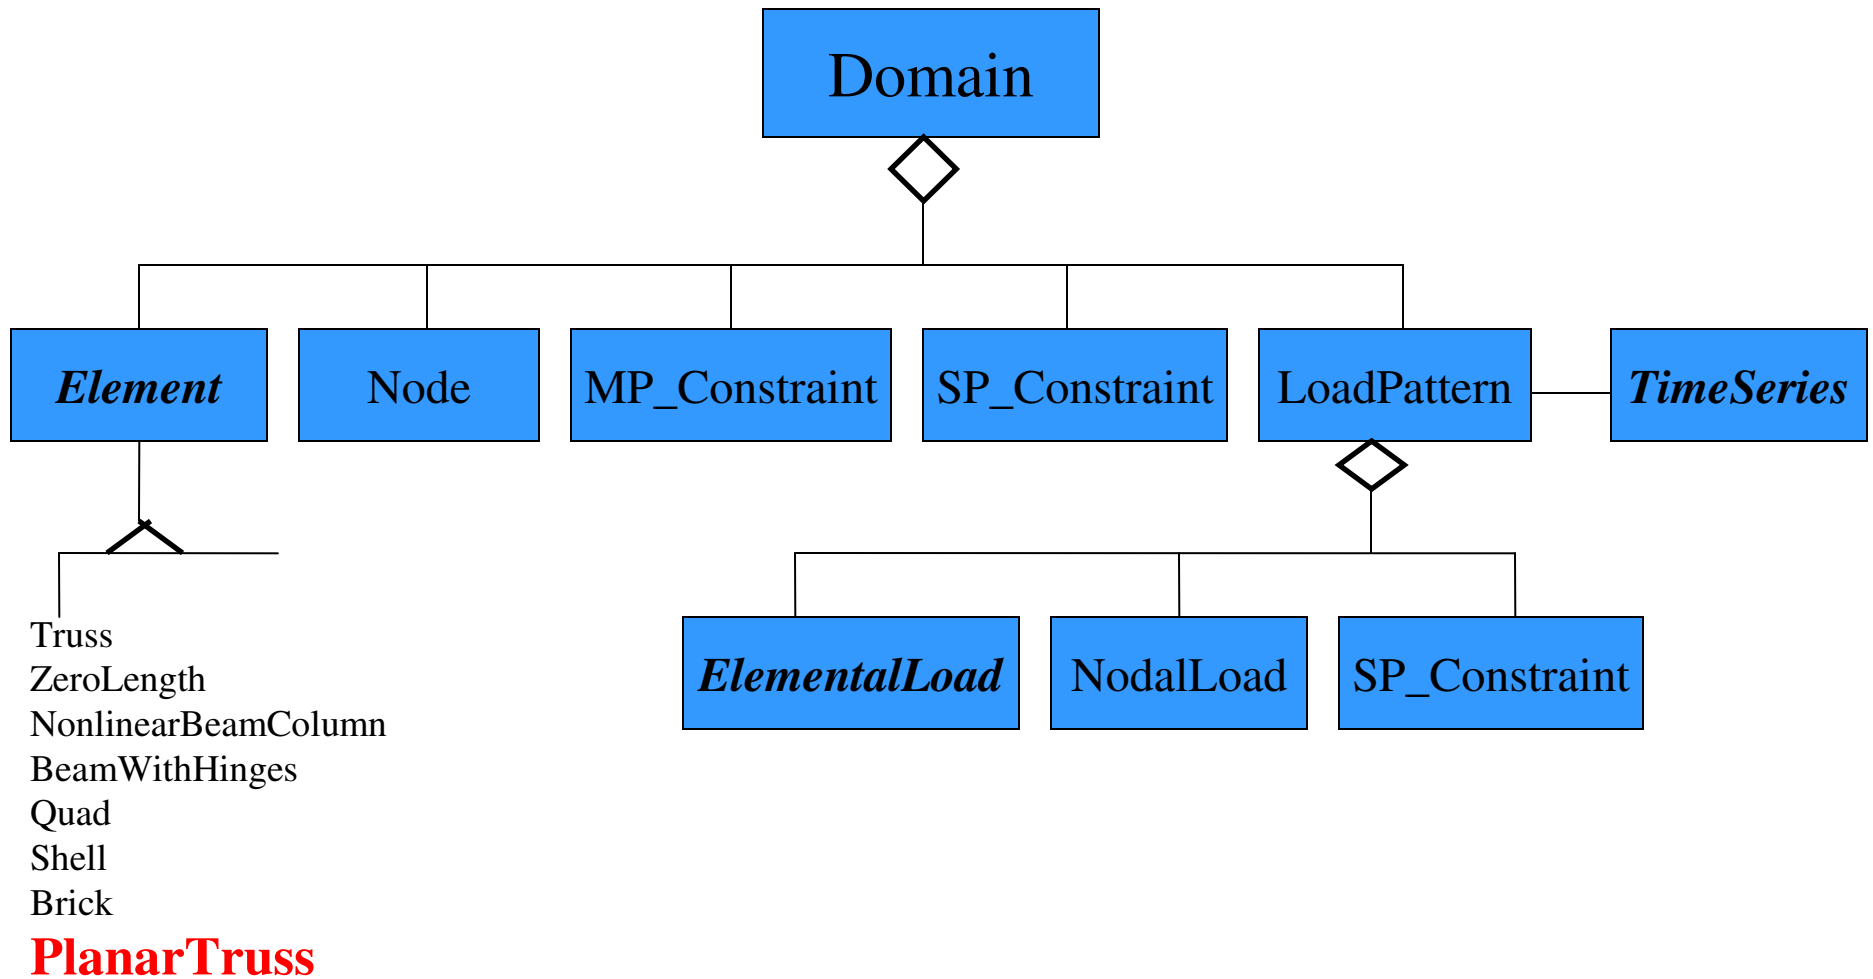 Domain
Element
Node
MP_Constraint
SP_Constraint
LoadPattern
TimeSeries
ElementalLoad
NodalLoad
SP_Constraint
Truss
ZeroLength
NonlinearBeamColumn
BeamWithHinges
Quad
Shell
Brick
PlanarTruss